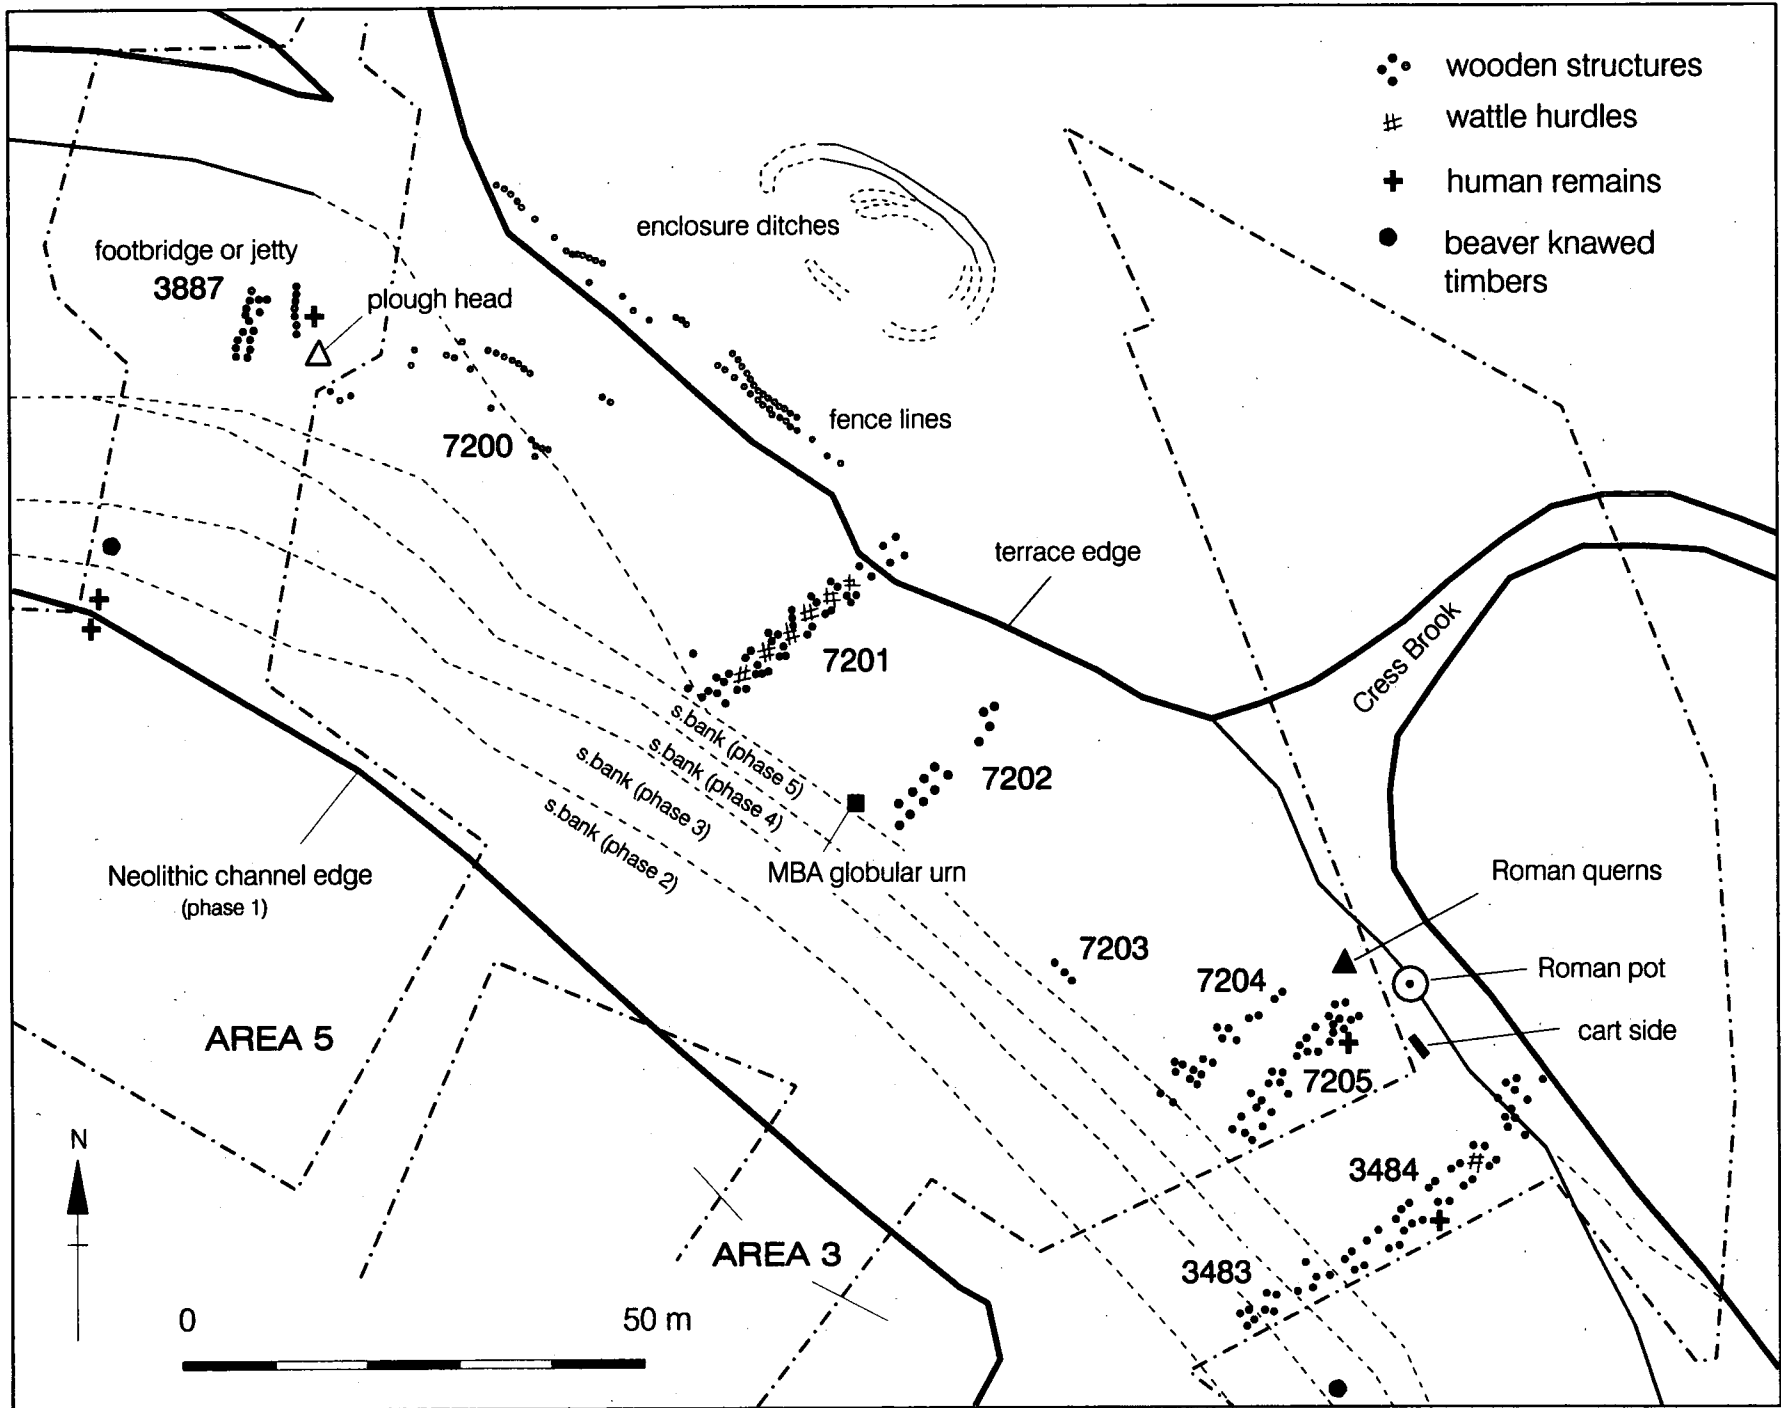 wooden structures
wattle hurdles
human remains
beaver knawed
timbers
enclosure ditches
footbridge or jetty
3887
plough head
fence lines
7200
terrace edge
7201
Cress Brook
s.bank (phase 5)
s.bank (phase 4)
s.bank (phase 3)
s.bank (phase 2)
7202
MBA globular urn
Neolithic channel edge
(phase 1)
Roman querns
7203
7204
Roman pot
AREA 5
cart side
7205
N
3484
AREA 3
3483
0
50 m